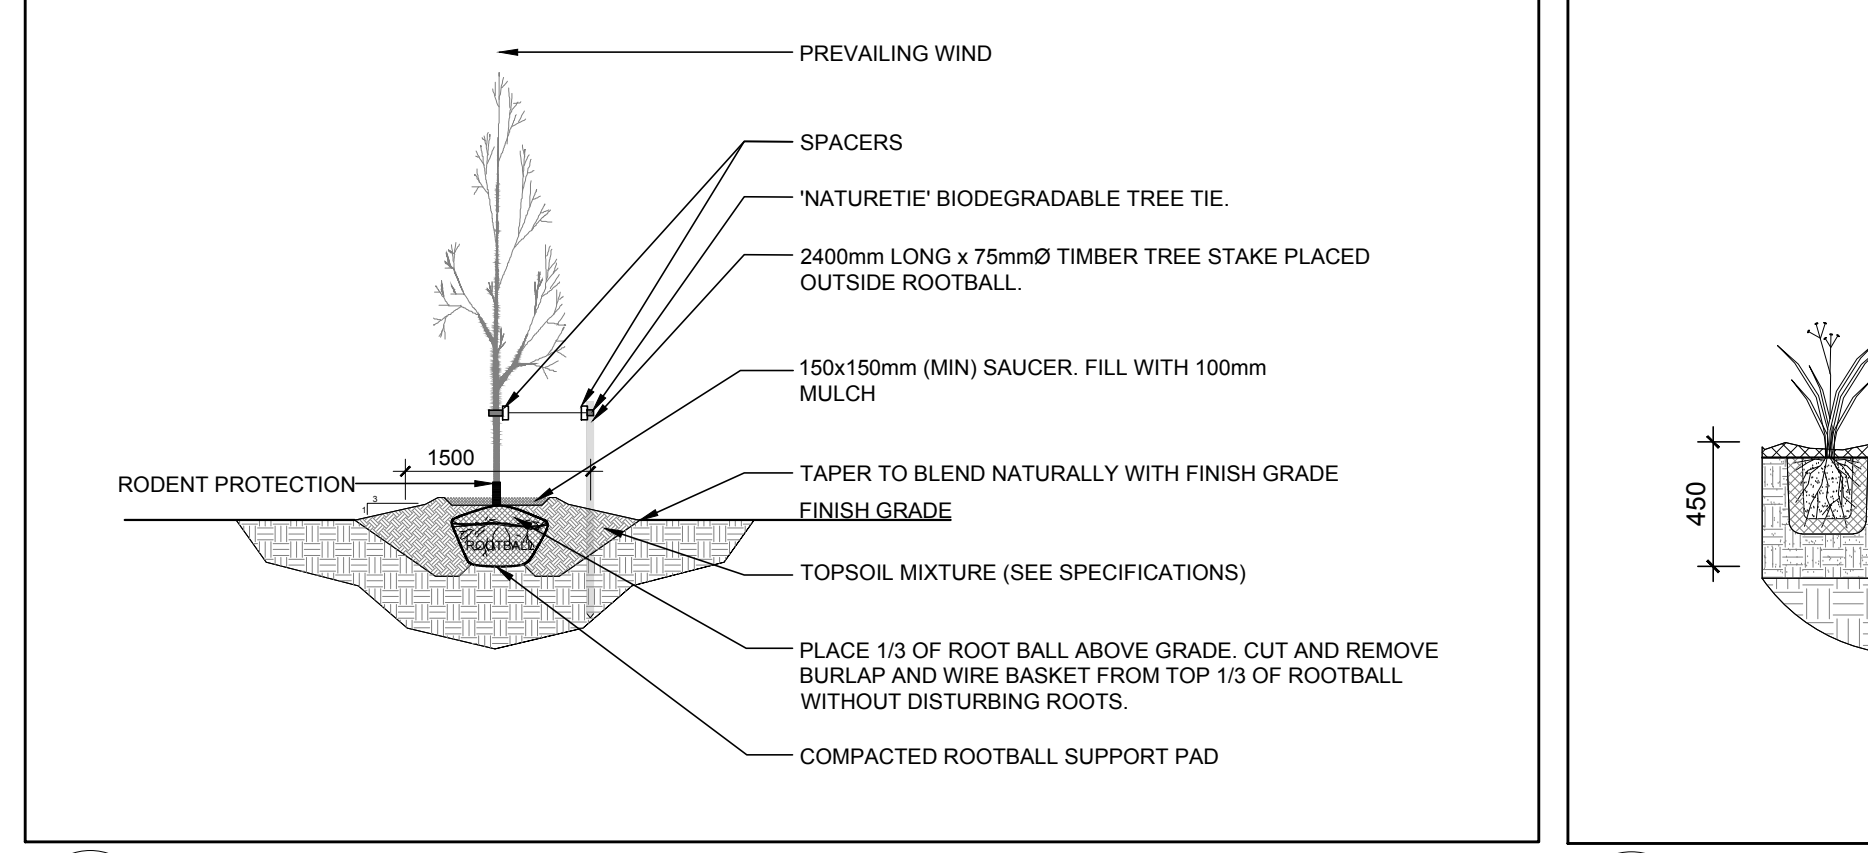 PREVAILING WIND
SPACERS
'NATURETIE' BIODEGRADABLE TREE TIE.
2400mm LONG x 75mmØ TIMBER TREE STAKE PLACED
OUTSIDE ROOTBALL.
150x150mm (MIN) SAUCER. FILL WITH 100mm
MULCH
1500
RODENT PROTECTION
3
1
TAPER TO BLEND NATURALLY WITH FINISH GRADE
FINISH GRADE
ROOTBALL
TOPSOIL MIXTURE (SEE SPECIFICATIONS)
PLACE 1/3 OF ROOT BALL ABOVE GRADE. CUT AND REMOVE
BURLAP AND WIRE BASKET FROM TOP 1/3 OF ROOTBALL
WITHOUT DISTURBING ROOTS.
COMPACTED ROOTBALL SUPPORT PAD
450